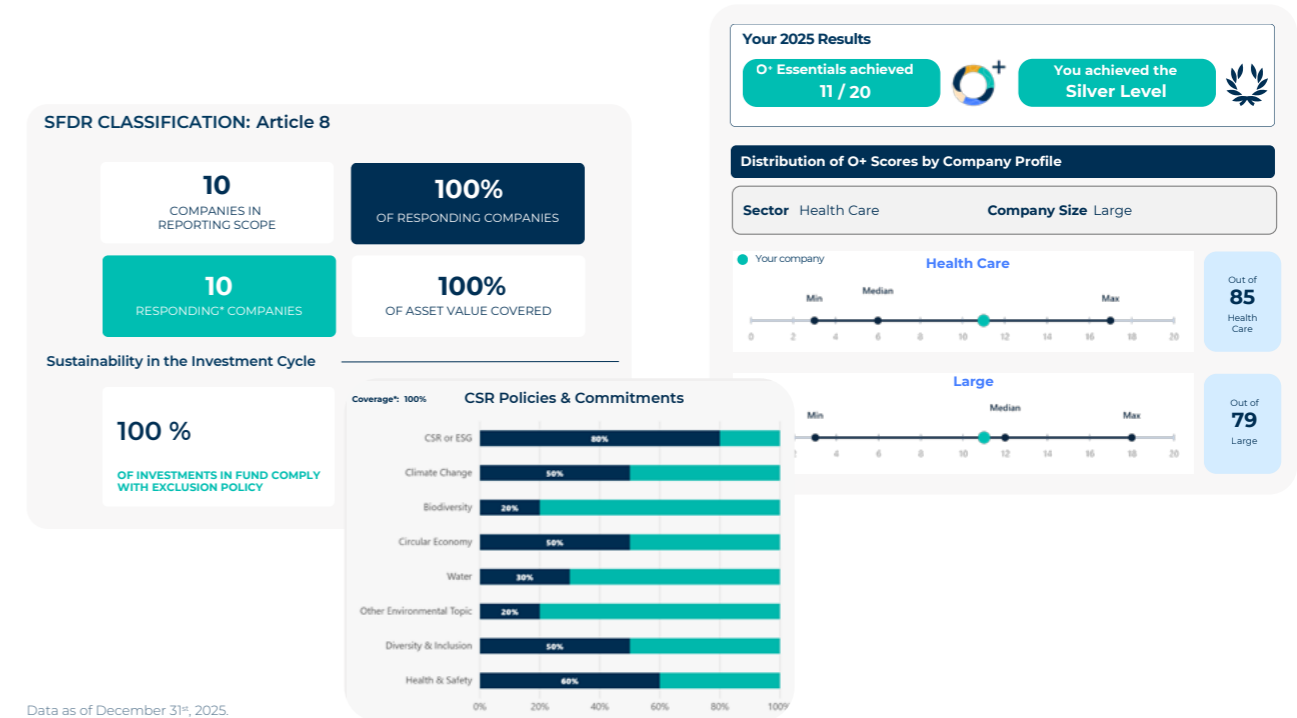 SFDR CLASSIFICATION: Article 8
10
COMPANIES IN
REPORTING SCOPE
100%
OF RESPONDING COMPANIES
10
RESPONDING* COMPANIES
100%
OF ASSET VALUE COVERED
Sustainability in the Investment Cycle
100 %
OF INVESTMENTS IN FUND COMPLY
WITH EXCLUSION POLICY
Coverage*: 100%
CSR Policies & Commitments
CSR or ESG 80%
Climate Change 50%
Biodiversity 20%
Circular Economy 50%
Water 30%
Other Environmental Topic 20%
Diversity & Inclusion 50%
Health & Safety 60%
0% 20% 40% 60% 80% 100%
Your 2025 Results
O+ Essentials achieved
11 / 20
You achieved the
Silver Level
Distribution of O+ Scores by Company Profile
Sector Health Care Company Size Large
Your company
Health Care
Min Median Max
0 2 4 6 8 10 12 14 16 18 20
Out of
85
Health
Care
Large
Min Median Max
4 6 8 10 12 14 16 18 20
Out of
79
Large
Data as of December 31st, 2025.